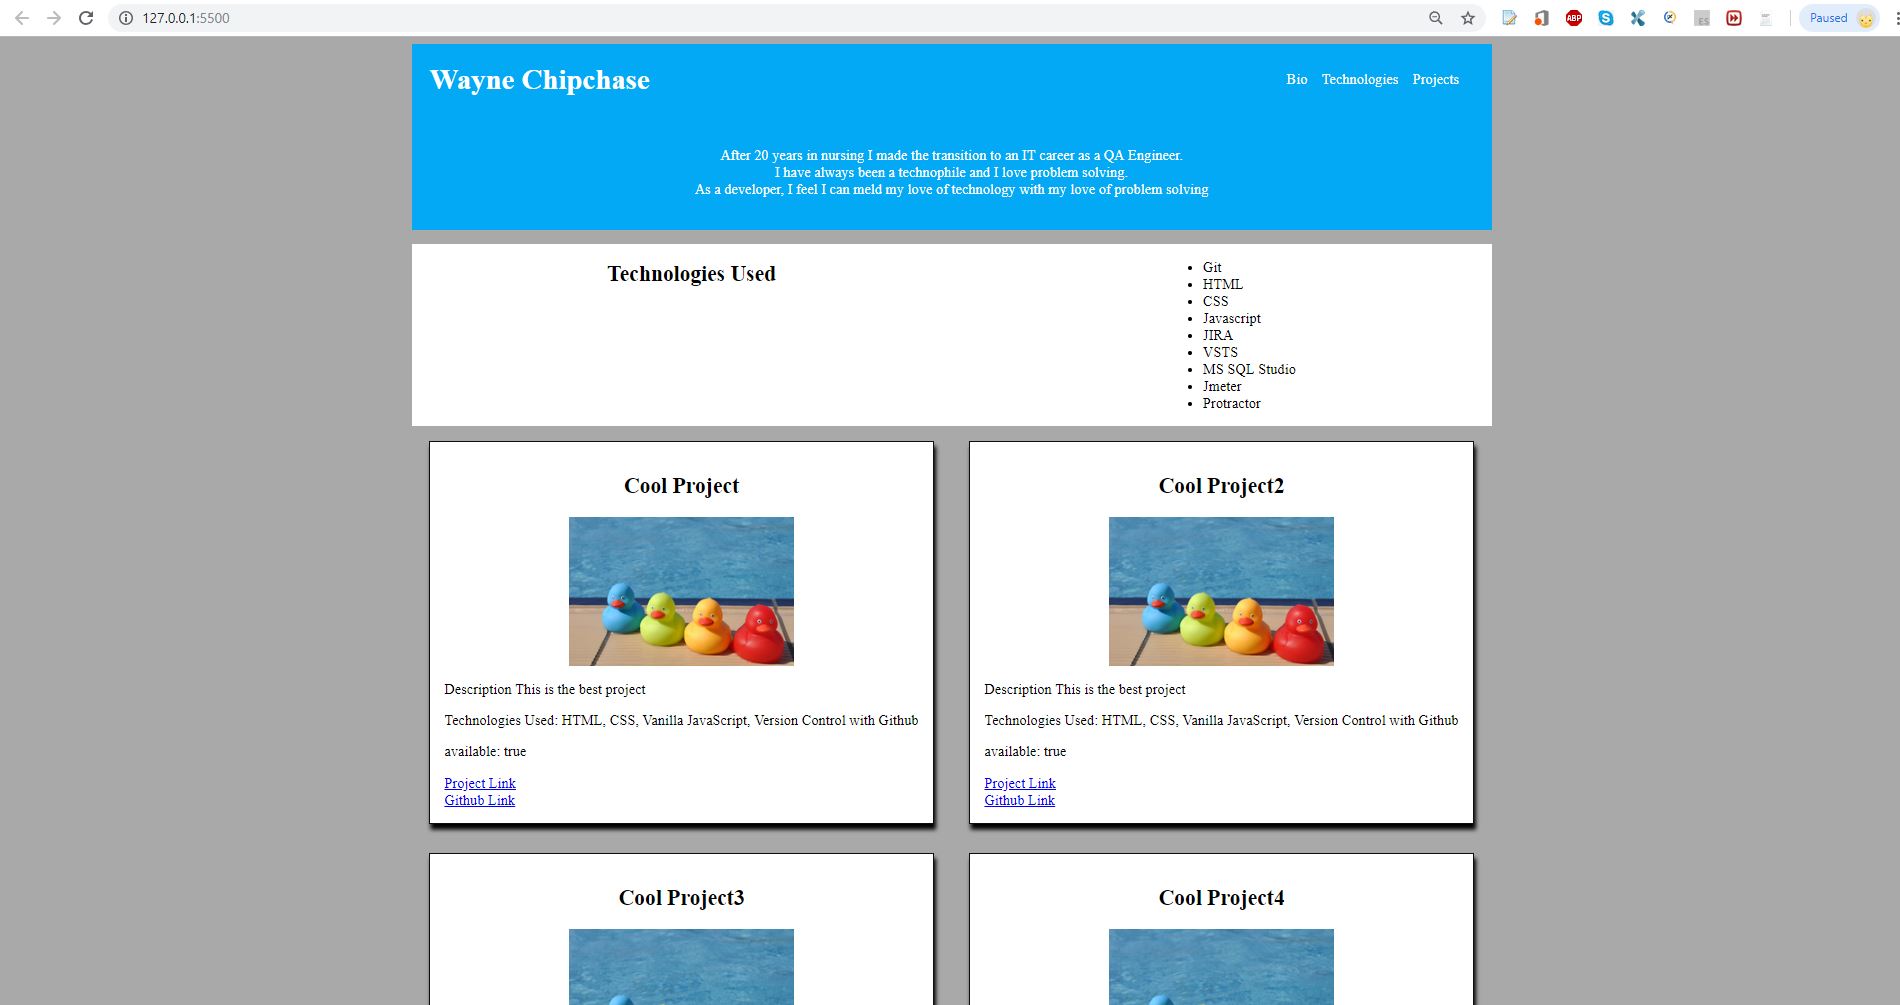 127.0.0.1:5500
ABP
ES
Paused
Wayne Chipchase
Bio Technologies Projects
After 20 years in nursing I made the transition to an IT career as a QA Engineer.
I have always been a technophile and I love problem solving.
As a developer, I feel I can meld my love of technology with my love of problem solving
Technologies Used
Git
HTML
CSS
Javascript
JIRA
VSTS
MS SQL Studio
Jmeter
Protractor
Cool Project
Description This is the best project
Technologies Used: HTML, CSS, Vanilla JavaScript, Version Control with Github
available: true
Project Link
Github Link
Cool Project2
Description This is the best project
Technologies Used: HTML, CSS, Vanilla JavaScript, Version Control with Github
available: true
Project Link
Github Link
Cool Project3
Cool Project4